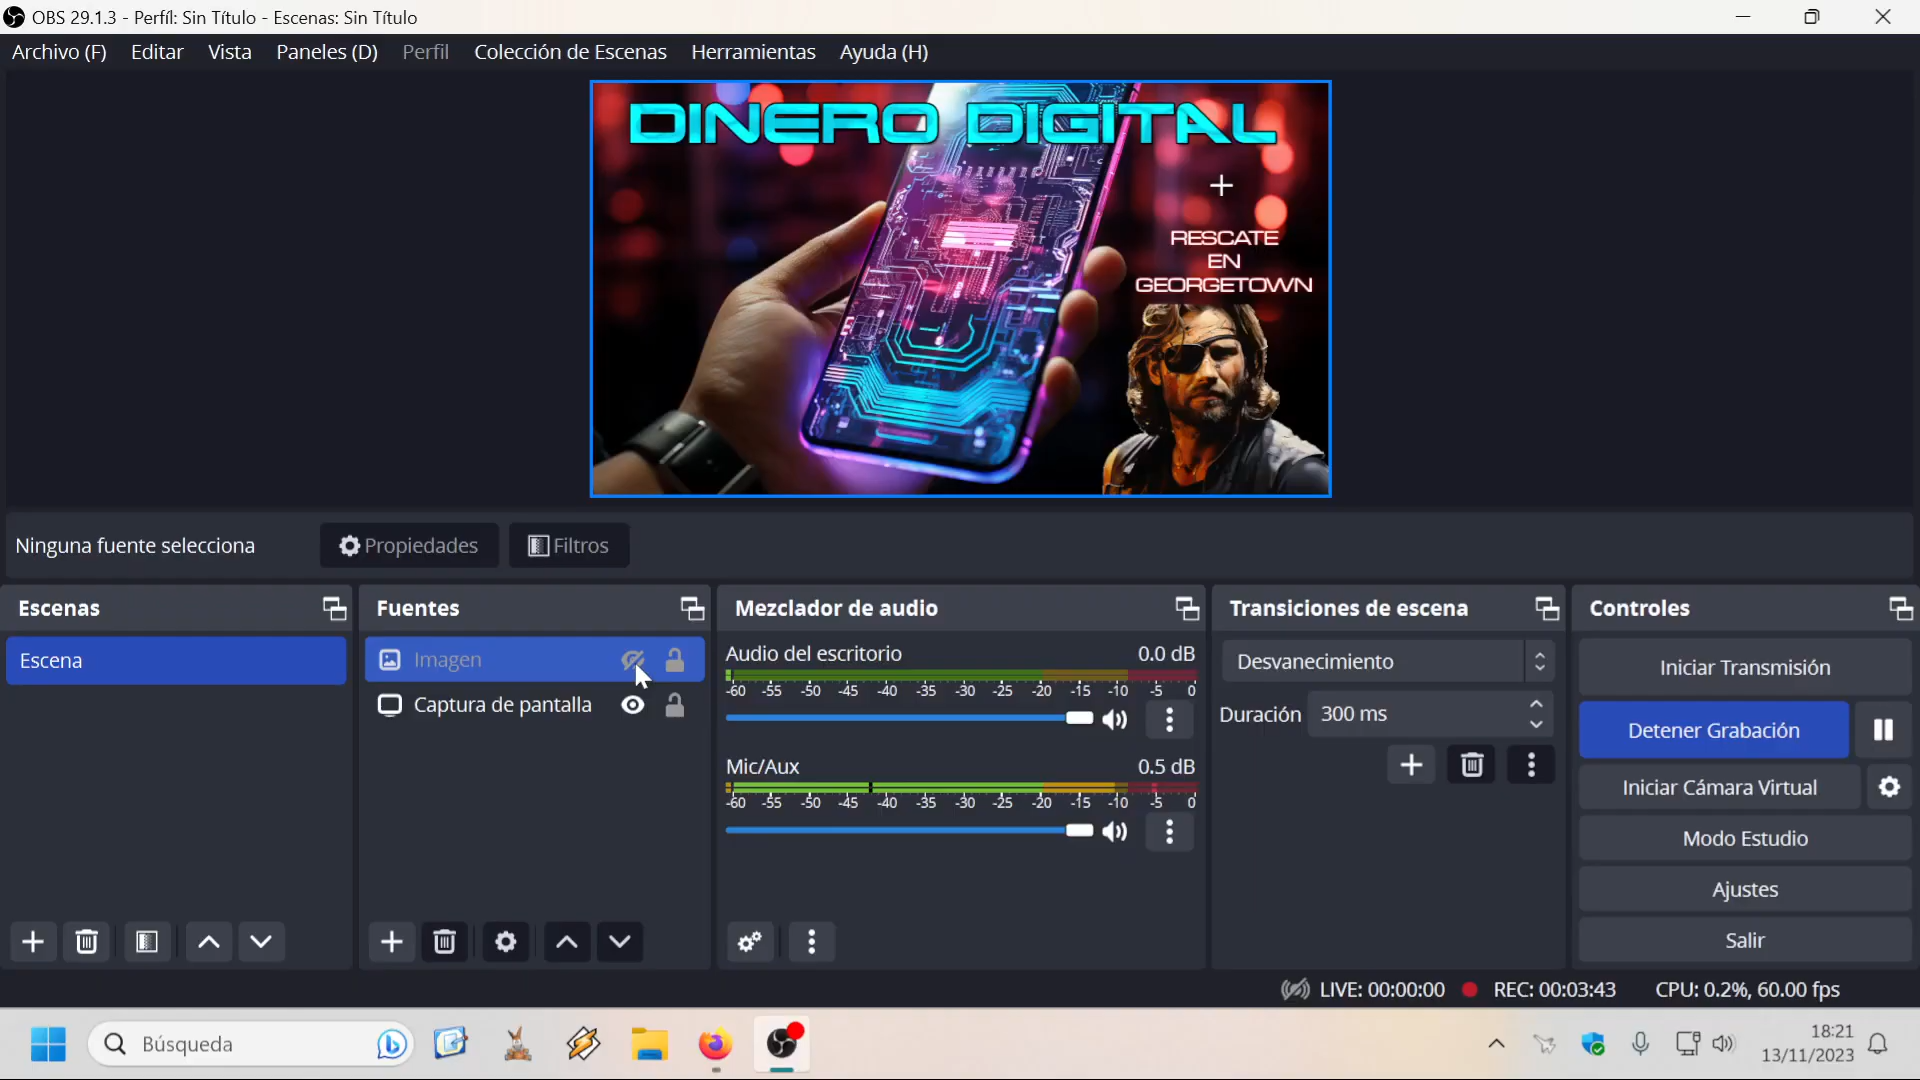 OBS 29.1.3 - Perfil: Sin Título - Escenas: Sin Título
Archivo (F) Editar Vista Paneles (D) Perfil Colección de Escenas Herramientas Ayuda (H)
DINERO DIGITAL
+
RESCATE
EN
GEORGETOWN
Ninguna fuente selecciona Propiedades Filtros
Escenas
Escena
Fuentes
Imagen
Captura de pantalla
Mezclador de audio
Audio del escritorio 0.0 dB
-60 -55 -50 -45 -40 -35 -30 -25 -20 -15 -10 -5 0
Mic/Aux 0.5 dB
-60 -55 -50 -45 -40 -35 -30 -25 -20 -15 -10 -5 0
Transiciones de escena
Desvanecimiento
Duración 300 ms
Controles
Iniciar Transmisión
Detener Grabación
Iniciar Cámara Virtual
Modo Estudio
Ajustes
Salir
LIVE: 00:00:00 REC: 00:03:43 CPU: 0.2%, 60.00 fps
Búsqueda
18:21
13/11/2023